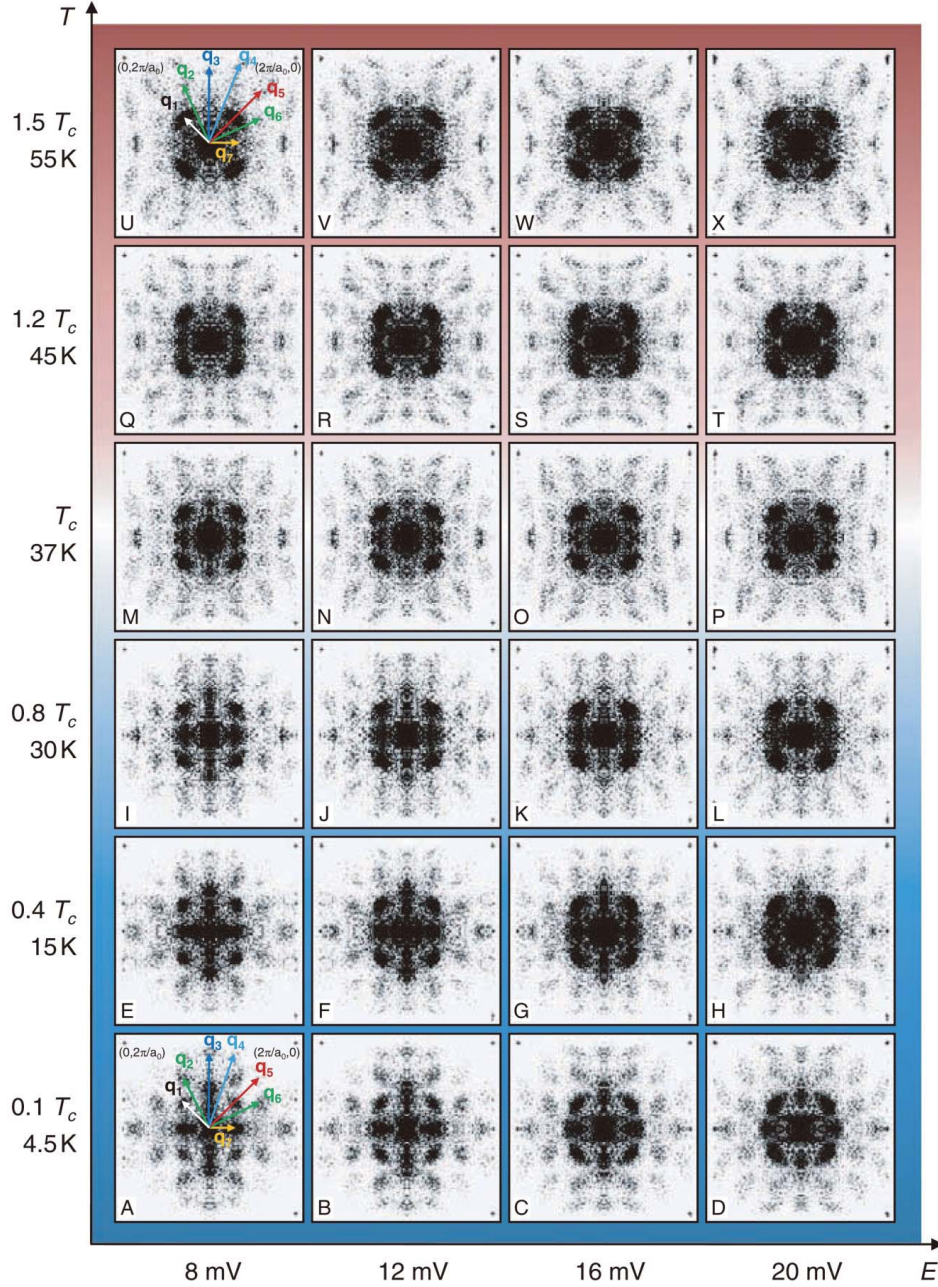 T
(0,2π/a₀) q₃ q₄ (2π/a₀,0)
q₂
q₅
q₁
q₆
q₇
1.5 Tc
55 K
U V W X
1.2 Tc
45 K
Q R S T
Tc
37 K
M N O P
0.8 Tc
30 K
I J K L
0.4 Tc
15 K
E F G H
(0,2π/a₀) q₃ q₄ (2π/a₀,0)
q₂
q₅
q₁
q₆
0.1 Tc
4.5 K
A B C D
8 mV 12 mV 16 mV 20 mV E